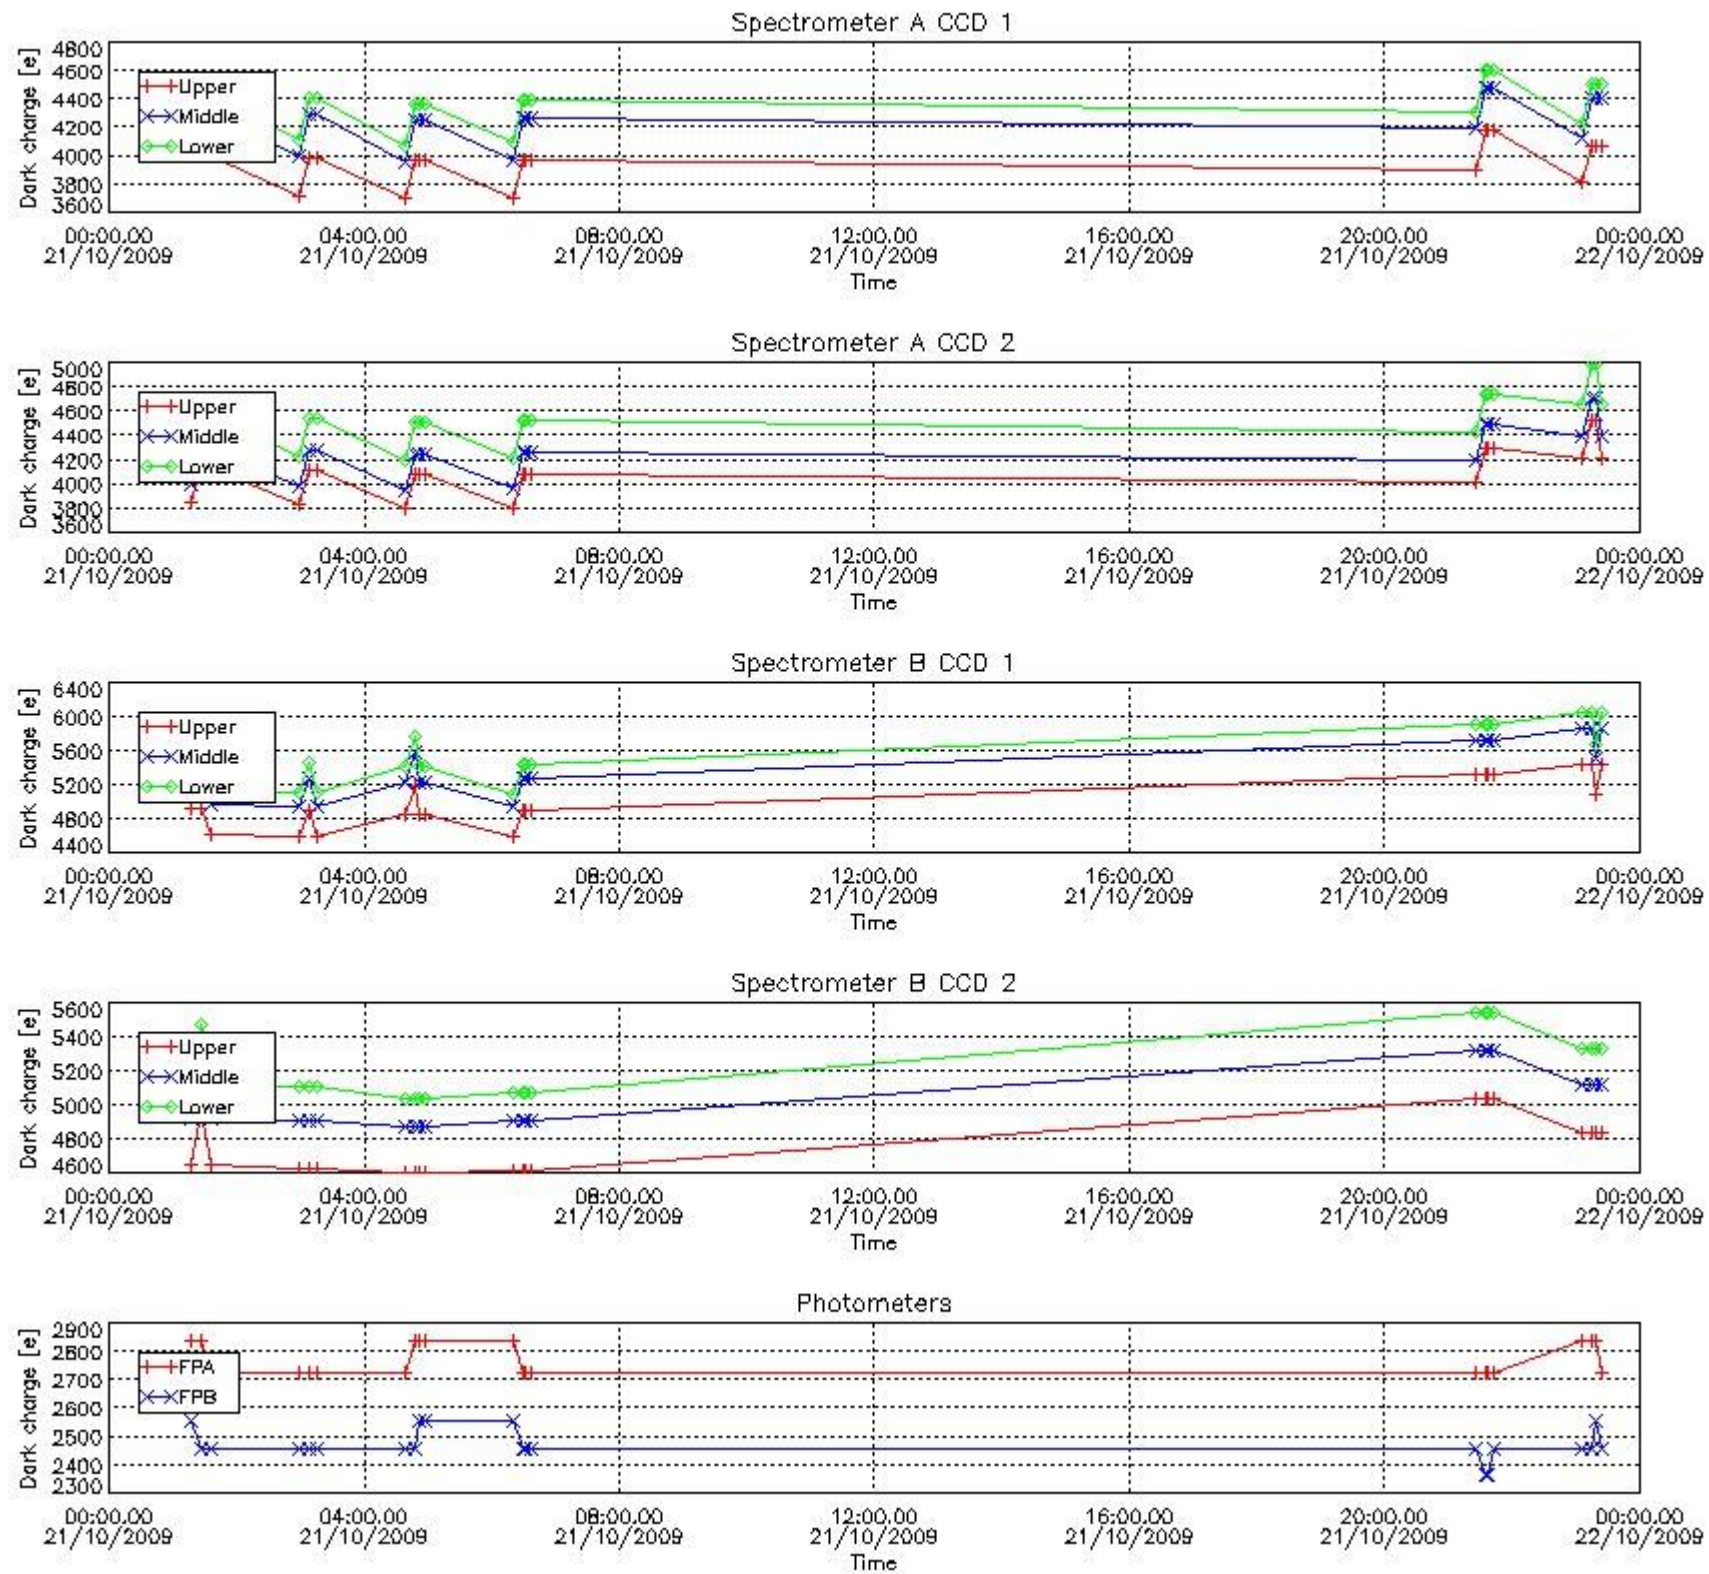 Spectrometer A CCD 1
Dark charge [e]
4800
4600
4400
4200
4000
3800
3600
Upper
Middle
Lower
00:00.00 04:00.00 08:00.00 12:00.00 16:00.00 20:00.00 00:00.00
21/10/2009 21/10/2009 21/10/2009 21/10/2009 21/10/2009 21/10/2009 22/10/2009
Time
Spectrometer A CCD 2
Dark charge [e]
5000
4800
4600
4400
4200
4000
3800
3600
Upper
Middle
Lower
00:00.00 04:00.00 08:00.00 12:00.00 16:00.00 20:00.00 00:00.00
21/10/2009 21/10/2009 21/10/2009 21/10/2009 21/10/2009 21/10/2009 22/10/2009
Time
Spectrometer B CCD 1
Dark charge [e]
6400
6000
5600
5200
4800
4400
Upper
Middle
Lower
00:00.00 04:00.00 08:00.00 12:00.00 16:00.00 20:00.00 00:00.00
21/10/2009 21/10/2009 21/10/2009 21/10/2009 21/10/2009 21/10/2009 22/10/2009
Time
Spectrometer B CCD 2
Dark charge [e]
5600
5400
5200
5000
4800
4600
Upper
Middle
Lower
00:00.00 04:00.00 08:00.00 12:00.00 16:00.00 20:00.00 00:00.00
21/10/2009 21/10/2009 21/10/2009 21/10/2009 21/10/2009 21/10/2009 22/10/2009
Time
Photometers
Dark charge [e]
2900
2800
2700
2600
2500
2400
2300
FPA
FPB
00:00.00 04:00.00 08:00.00 12:00.00 16:00.00 20:00.00 00:00.00
21/10/2009 21/10/2009 21/10/2009 21/10/2009 21/10/2009 21/10/2009 22/10/2009
Time